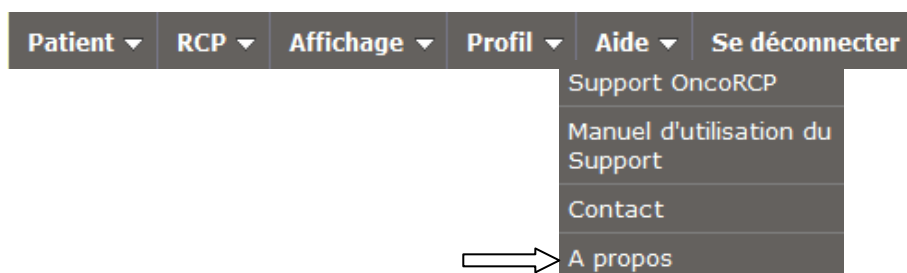 Patient RCP Affichage Profil Aide Se déconnecter
Support OncoRCP
Manuel d'utilisation du
Support
Contact
A propos